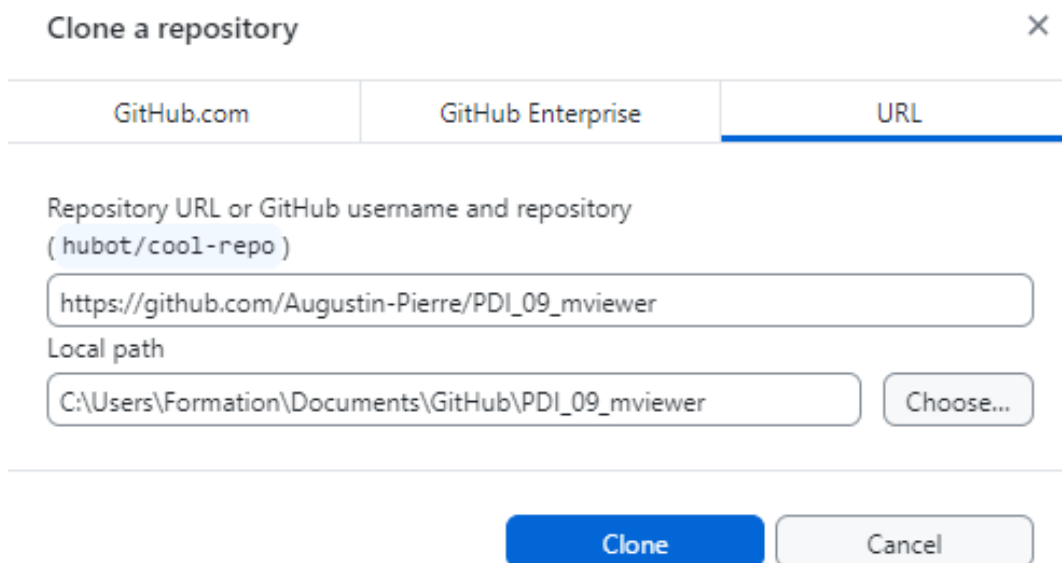 Clone a repository
GitHub.com GitHub Enterprise URL
Repository URL or GitHub username and repository
(hubot/cool-repo)
https://github.com/Augustin-Pierre/PDI_09_mviewer
Local path
C:\Users\Formation\Documents\GitHub\PDI_09_mviewer Choose...
Clone Cancel